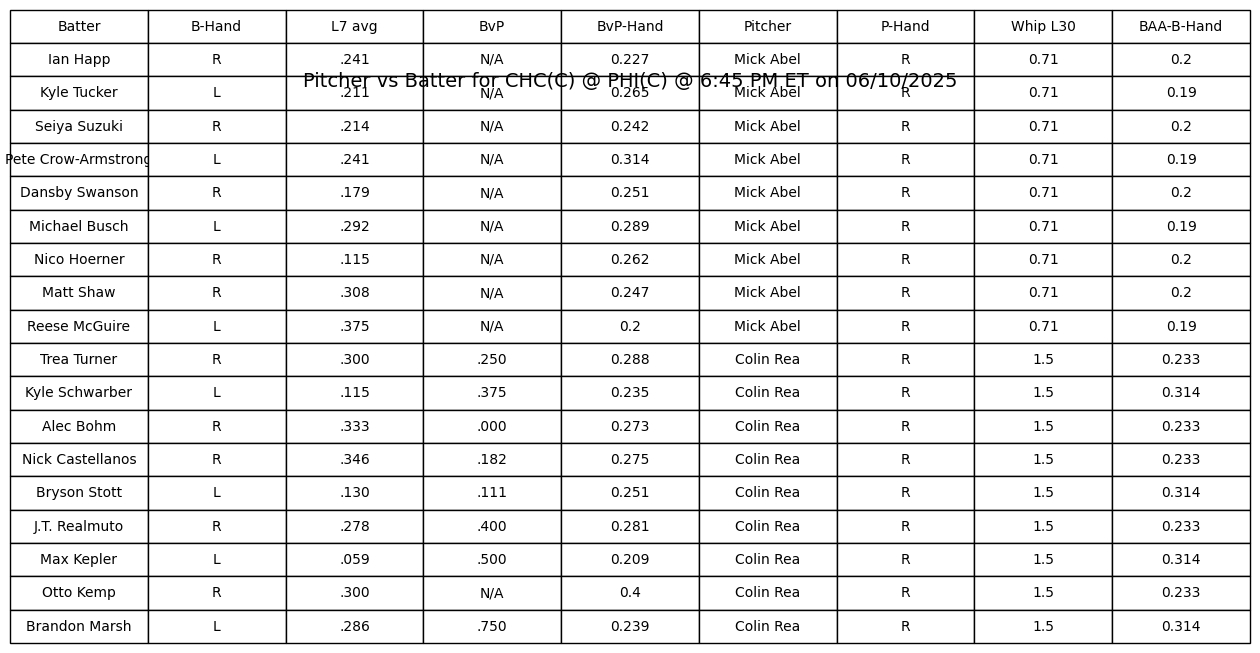 Batter B-Hand L7 avg BvP BvP-Hand Pitcher P-Hand Whip L30 BAA-B-Hand
Ian Happ R .241 N/A 0.227 Mick Abel R 0.71 0.2
Pitcher vs Batter for CHC(C) @ PHI(C) @ 6:45 PM ET on 06/10/2025
Kyle Tucker L .211 N/A 0.265 Mick Abel R 0.71 0.19
Seiya Suzuki R .214 N/A 0.242 Mick Abel R 0.71 0.2
Pete Crow-Armstrong L .241 N/A 0.314 Mick Abel R 0.71 0.19
Dansby Swanson R .179 N/A 0.251 Mick Abel R 0.71 0.2
Michael Busch L .292 N/A 0.289 Mick Abel R 0.71 0.19
Nico Hoerner R .115 N/A 0.262 Mick Abel R 0.71 0.2
Matt Shaw R .308 N/A 0.247 Mick Abel R 0.71 0.2
Reese McGuire L .375 N/A 0.2 Mick Abel R 0.71 0.19
Trea Turner R .300 .250 0.288 Colin Rea R 1.5 0.233
Kyle Schwarber L .115 .375 0.235 Colin Rea R 1.5 0.314
Alec Bohm R .333 .000 0.273 Colin Rea R 1.5 0.233
Nick Castellanos R .346 .182 0.275 Colin Rea R 1.5 0.233
Bryson Stott L .130 .111 0.251 Colin Rea R 1.5 0.314
J.T. Realmuto R .278 .400 0.281 Colin Rea R 1.5 0.233
Max Kepler L .059 .500 0.209 Colin Rea R 1.5 0.314
Otto Kemp R .300 N/A 0.4 Colin Rea R 1.5 0.233
Brandon Marsh L .286 .750 0.239 Colin Rea R 1.5 0.314